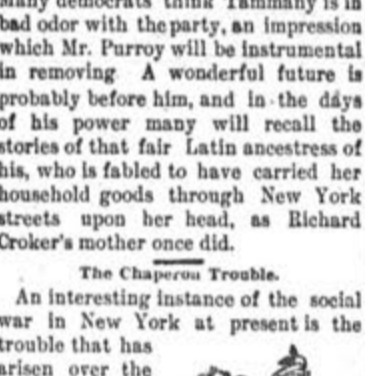 Many democrats think Tammany is in
bad odor with the party, an impression
which Mr. Purroy will be instrumental
in removing A wonderful future is
probably before him, and in the days
of his power many will recall the
stories of that fair Latin ancestress of
his, who is fabled to have carried her
household goods through New York
streets upon her head, as Richard
Croker's mother once did.
The Chaperon Trouble.
An interesting instance of the social
war in New York at present is the
trouble that has
arisen over the